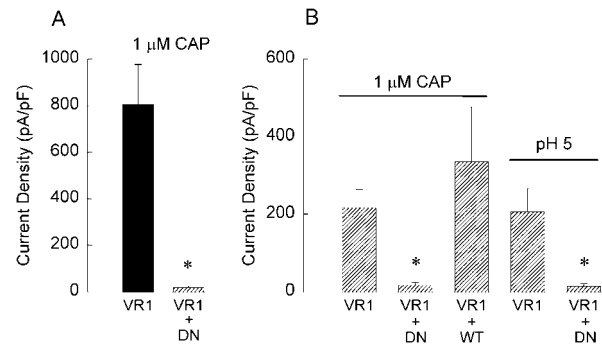 A
1 µM CAP
Current Density (pA/pF)
1000
800
600
400
200
0
*
VR1
VR1
+
DN
B
1 µM CAP
pH 5
Current Density (pA/pF)
600
400
200
0
*
*
VR1
VR1
+
DN
VR1
+
WT
VR1
VR1
+
DN